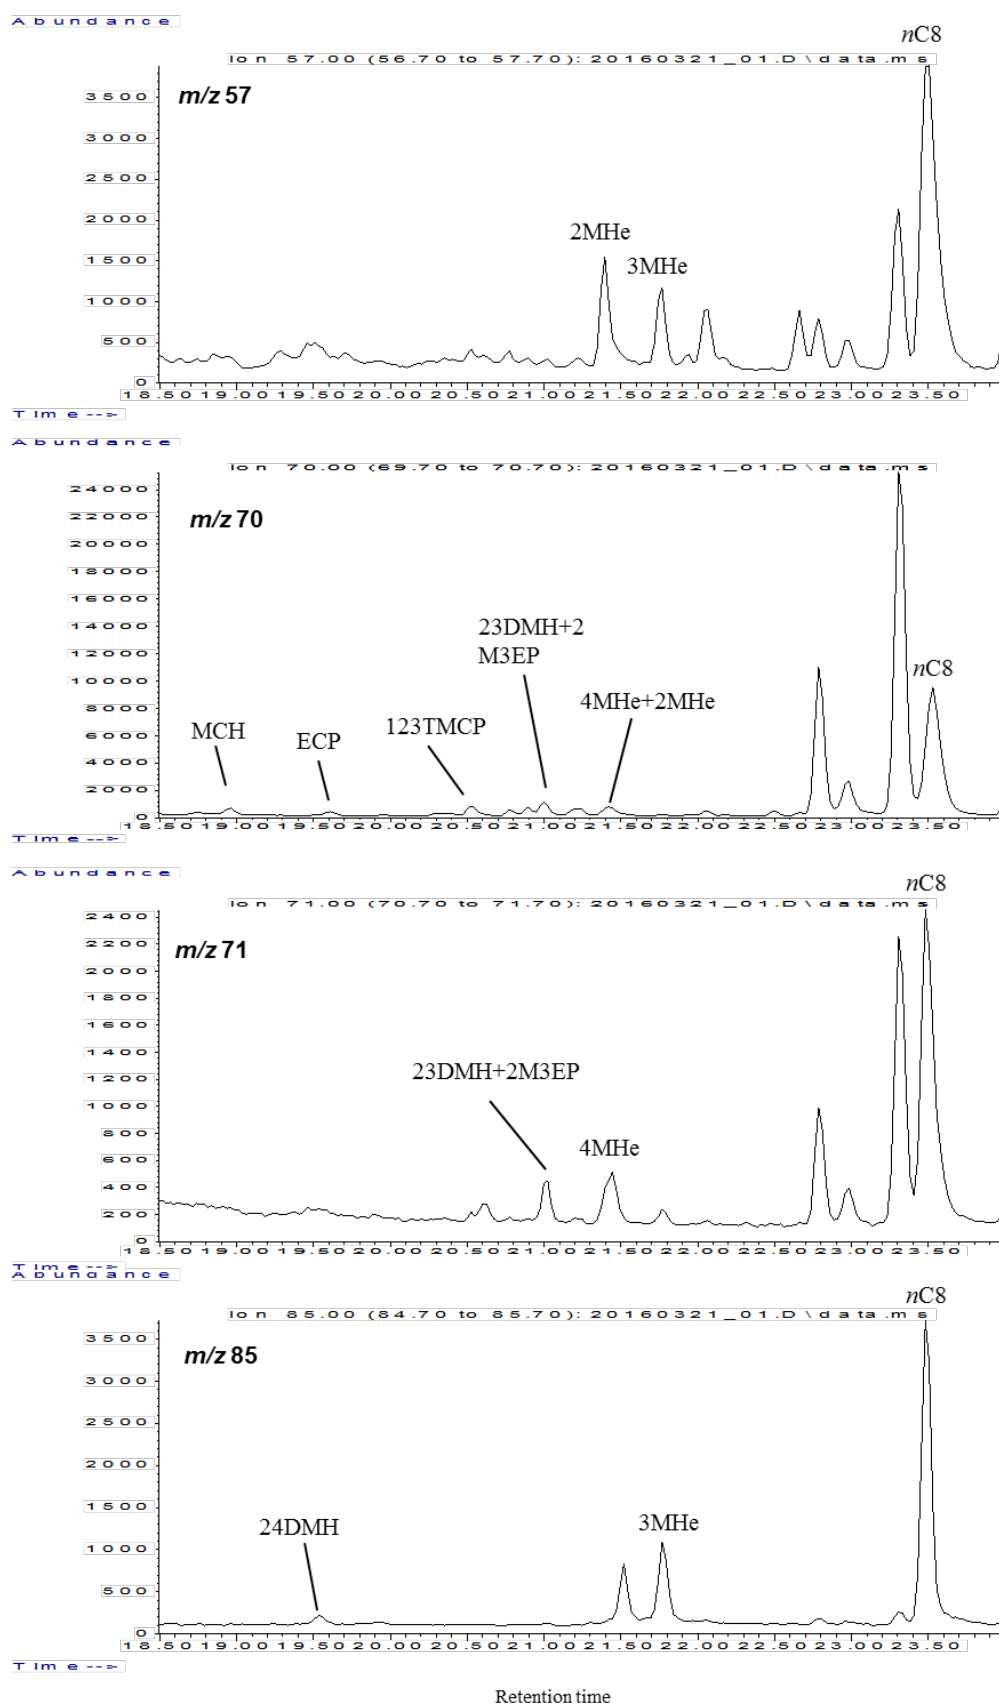 Abundance
nC8
Ion 57.00 (56.70 to 57.70): 20160321_01.D\data.ms
m/z 57
3500
3000
2500
2000
1500
1000
500
0
2MHe
3MHe
18.50 19.00 19.50 20.00 20.50 21.00 21.50 22.00 22.50 23.00 23.50
Time-->
Abundance
Ion 70.00 (69.70 to 70.70): 20160321_01.D\data.ms
m/z 70
24000
22000
20000
18000
16000
14000
12000
10000
8000
6000
4000
2000
0
23DMH+2
M3EP
nC8
4MHe+2MHe
123TMCP
MCH
ECP
18.50 19.00 19.50 20.00 20.50 21.00 21.50 22.00 22.50 23.00 23.50
Time-->
Abundance
nC8
Ion 71.00 (70.70 to 71.70): 20160321_01.D\data.ms
m/z 71
2400
2200
2000
1800
1600
1400
1200
1000
800
600
400
200
0
23DMH+2M3EP
4MHe
18.50 19.00 19.50 20.00 20.50 21.00 21.50 22.00 22.50 23.00 23.50
Time-->
Abundance
nC8
Ion 85.00 (84.70 to 85.70): 20160321_01.D\data.ms
m/z 85
3500
3000
2500
2000
1500
1000
500
0
24DMH
3MHe
18.50 19.00 19.50 20.00 20.50 21.00 21.50 22.00 22.50 23.00 23.50
Time-->
Retention time